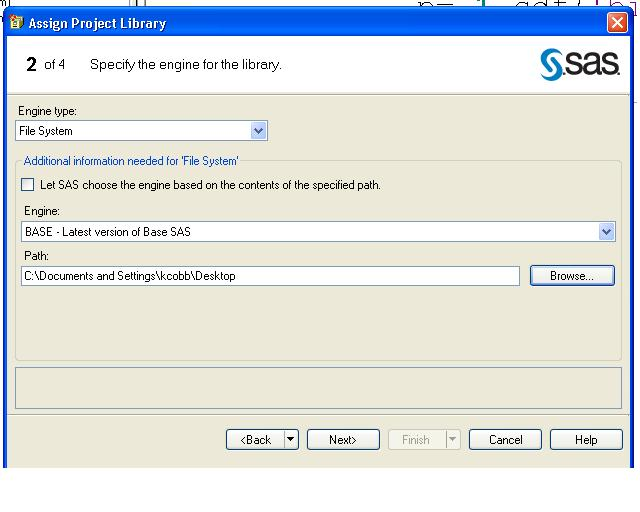 Assign Project Library
2 of 4 Specify the engine for the library.
sas
Engine type:
File System
Additional information needed for 'File System'
Let SAS choose the engine based on the contents of the specified path.
Engine:
BASE - Latest version of Base SAS
Path:
C:\Documents and Settings\kcobb\Desktop
Browse...
<Back
Next>
Finish
Cancel
Help